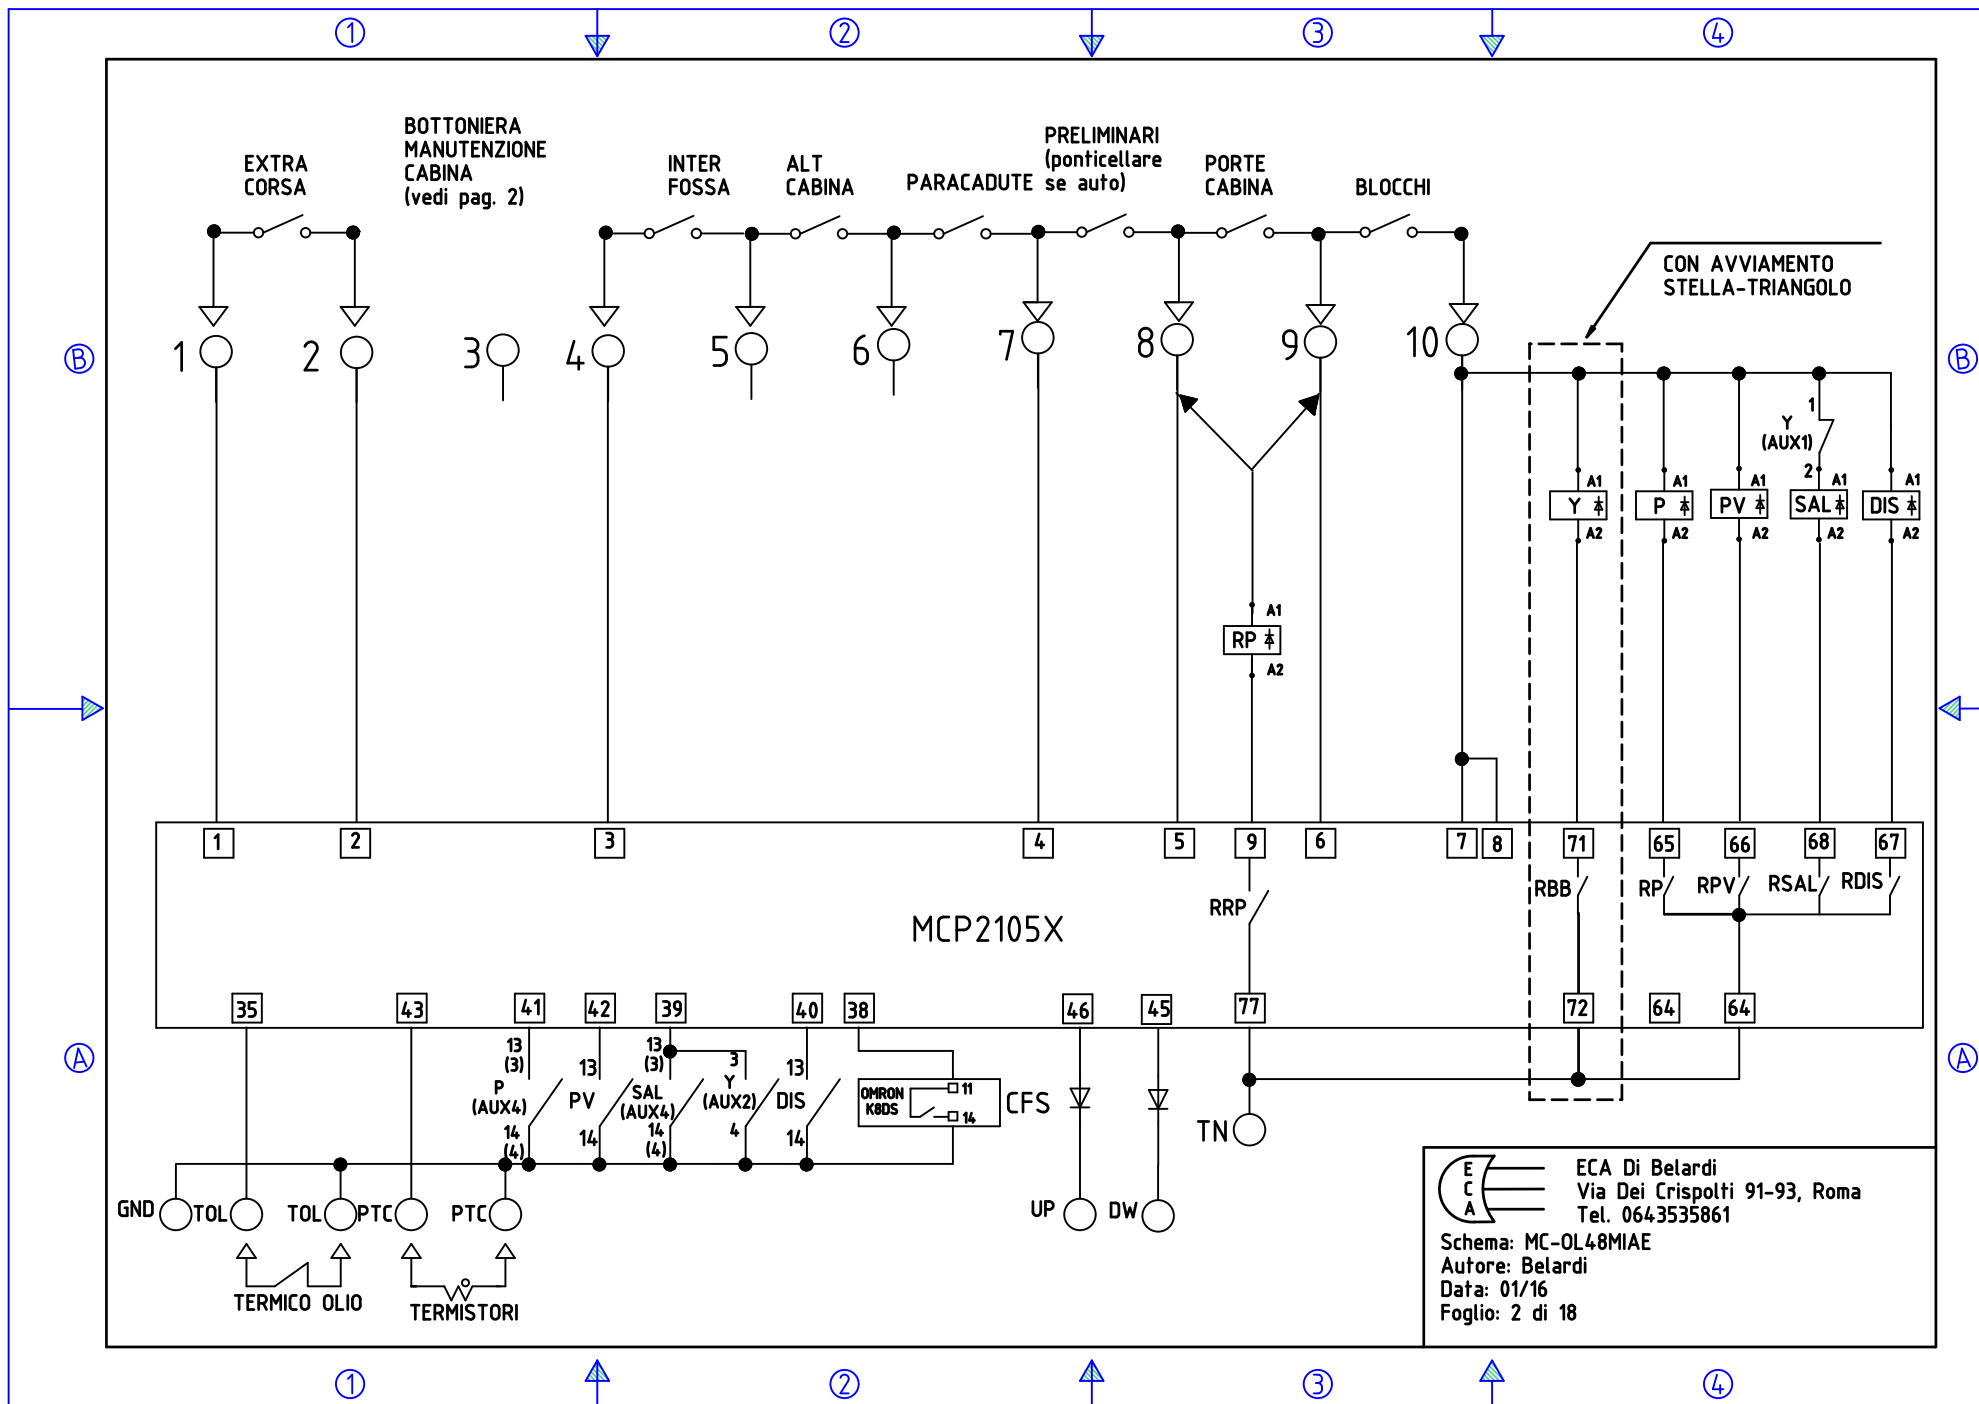 1 2 3 4
BOTTONIERA
MANUTENZIONE
CABINA
(vedi pag. 2)
EXTRA
CORSA
INTER
FOSSA
ALT
CABINA
PARACADUTE
PRELIMINARI
(ponticellare
se auto)
PORTE
CABINA
BLOCCHI
CON AVVIAMENTO
STELLA-TRIANGOLO
B 1 2 3 4 5 6 7 8 9 10 B
1
Y
(AUX1)
2
A1 A1 A1 A1 A1
Y P PV SAL DIS
A2 A2 A2 A2 A2
A1
RP
A2
1 2 3 4 5 9 6 7 8 71 65 66 68 67
RRP RBB RP RPV RSAL RDIS
MCP2105X
35 43 41 42 39 40 38 46 45 77 72 64 64
A A
13
(3)
P
(AUX4)
14
(4)
13
PV
14
13
(3)
SAL
(AUX4)
14
(4)
3
Y
(AUX2)
4
13
DIS
14
OMRON
K8DS
11
14
CFS
TN
GND TOL TOL PTC PTC UP DW
TERMICO OLIO
TERMISTORI
E
C
A
ECA Di Belardi
Via Dei Crispolti 91-93, Roma
Tel. 0643535861
Schema: MC-OL48MIAE
Autore: Belardi
Data: 01/16
Foglio: 2 di 18
1 2 3 4